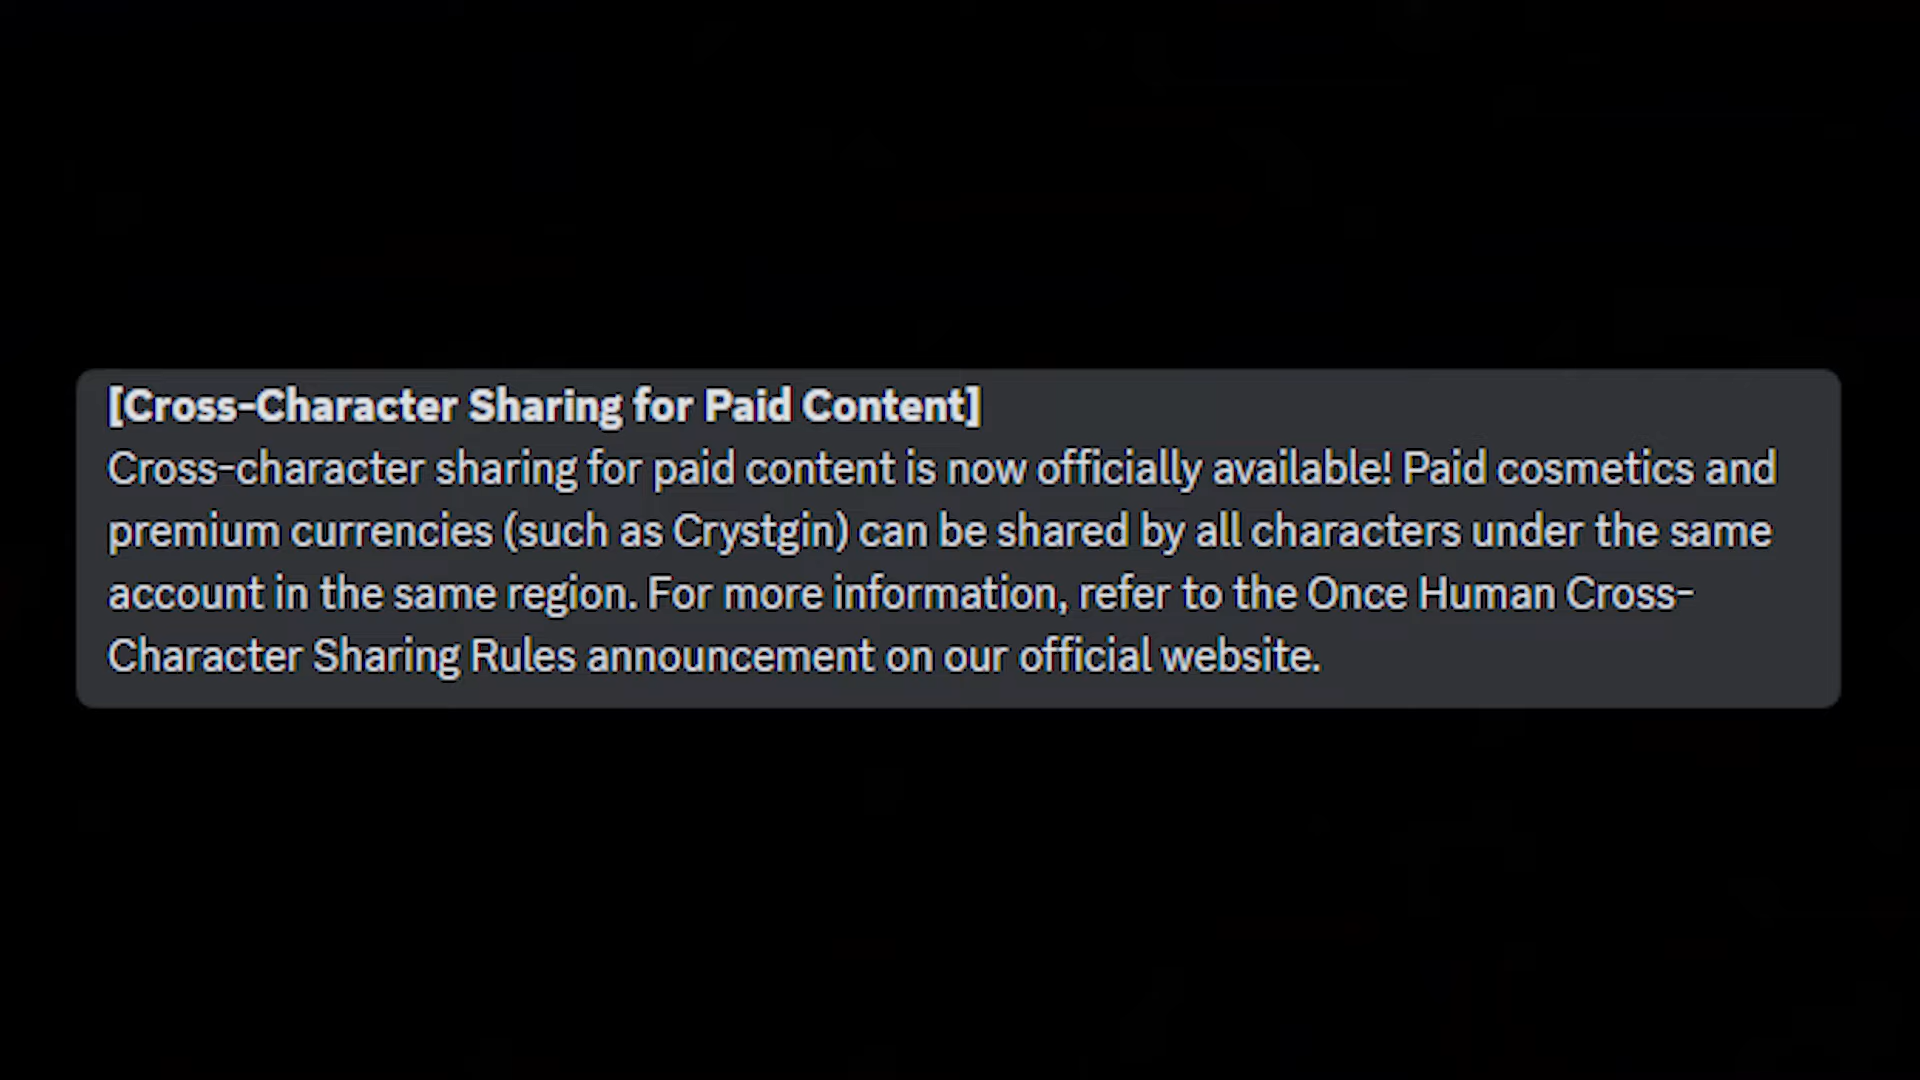 [Cross-Character Sharing for Paid Content]
Cross-character sharing for paid content is now officially available! Paid cosmetics and
premium currencies (such as Crystgin) can be shared by all characters under the same
account in the same region. For more information, refer to the Once Human Cross-
Character Sharing Rules announcement on our official website.